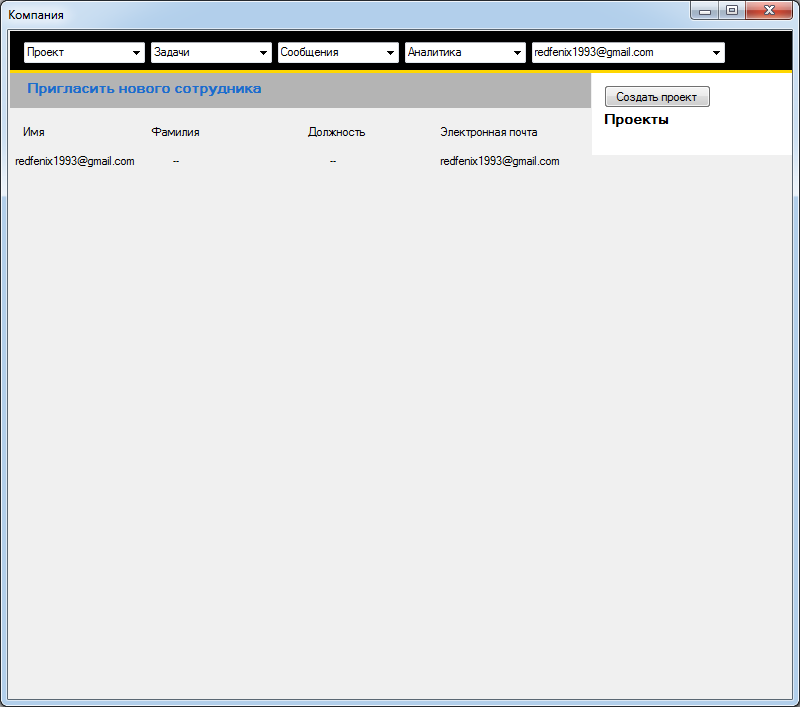 Компания
Проект Задачи Сообщения Аналитика redfenix1993@gmail.com
Пригласить нового сотрудника
Создать проект
Проекты
Имя Фамилия Должность Электронная почта
redfenix1993@gmail.com -- -- redfenix1993@gmail.com